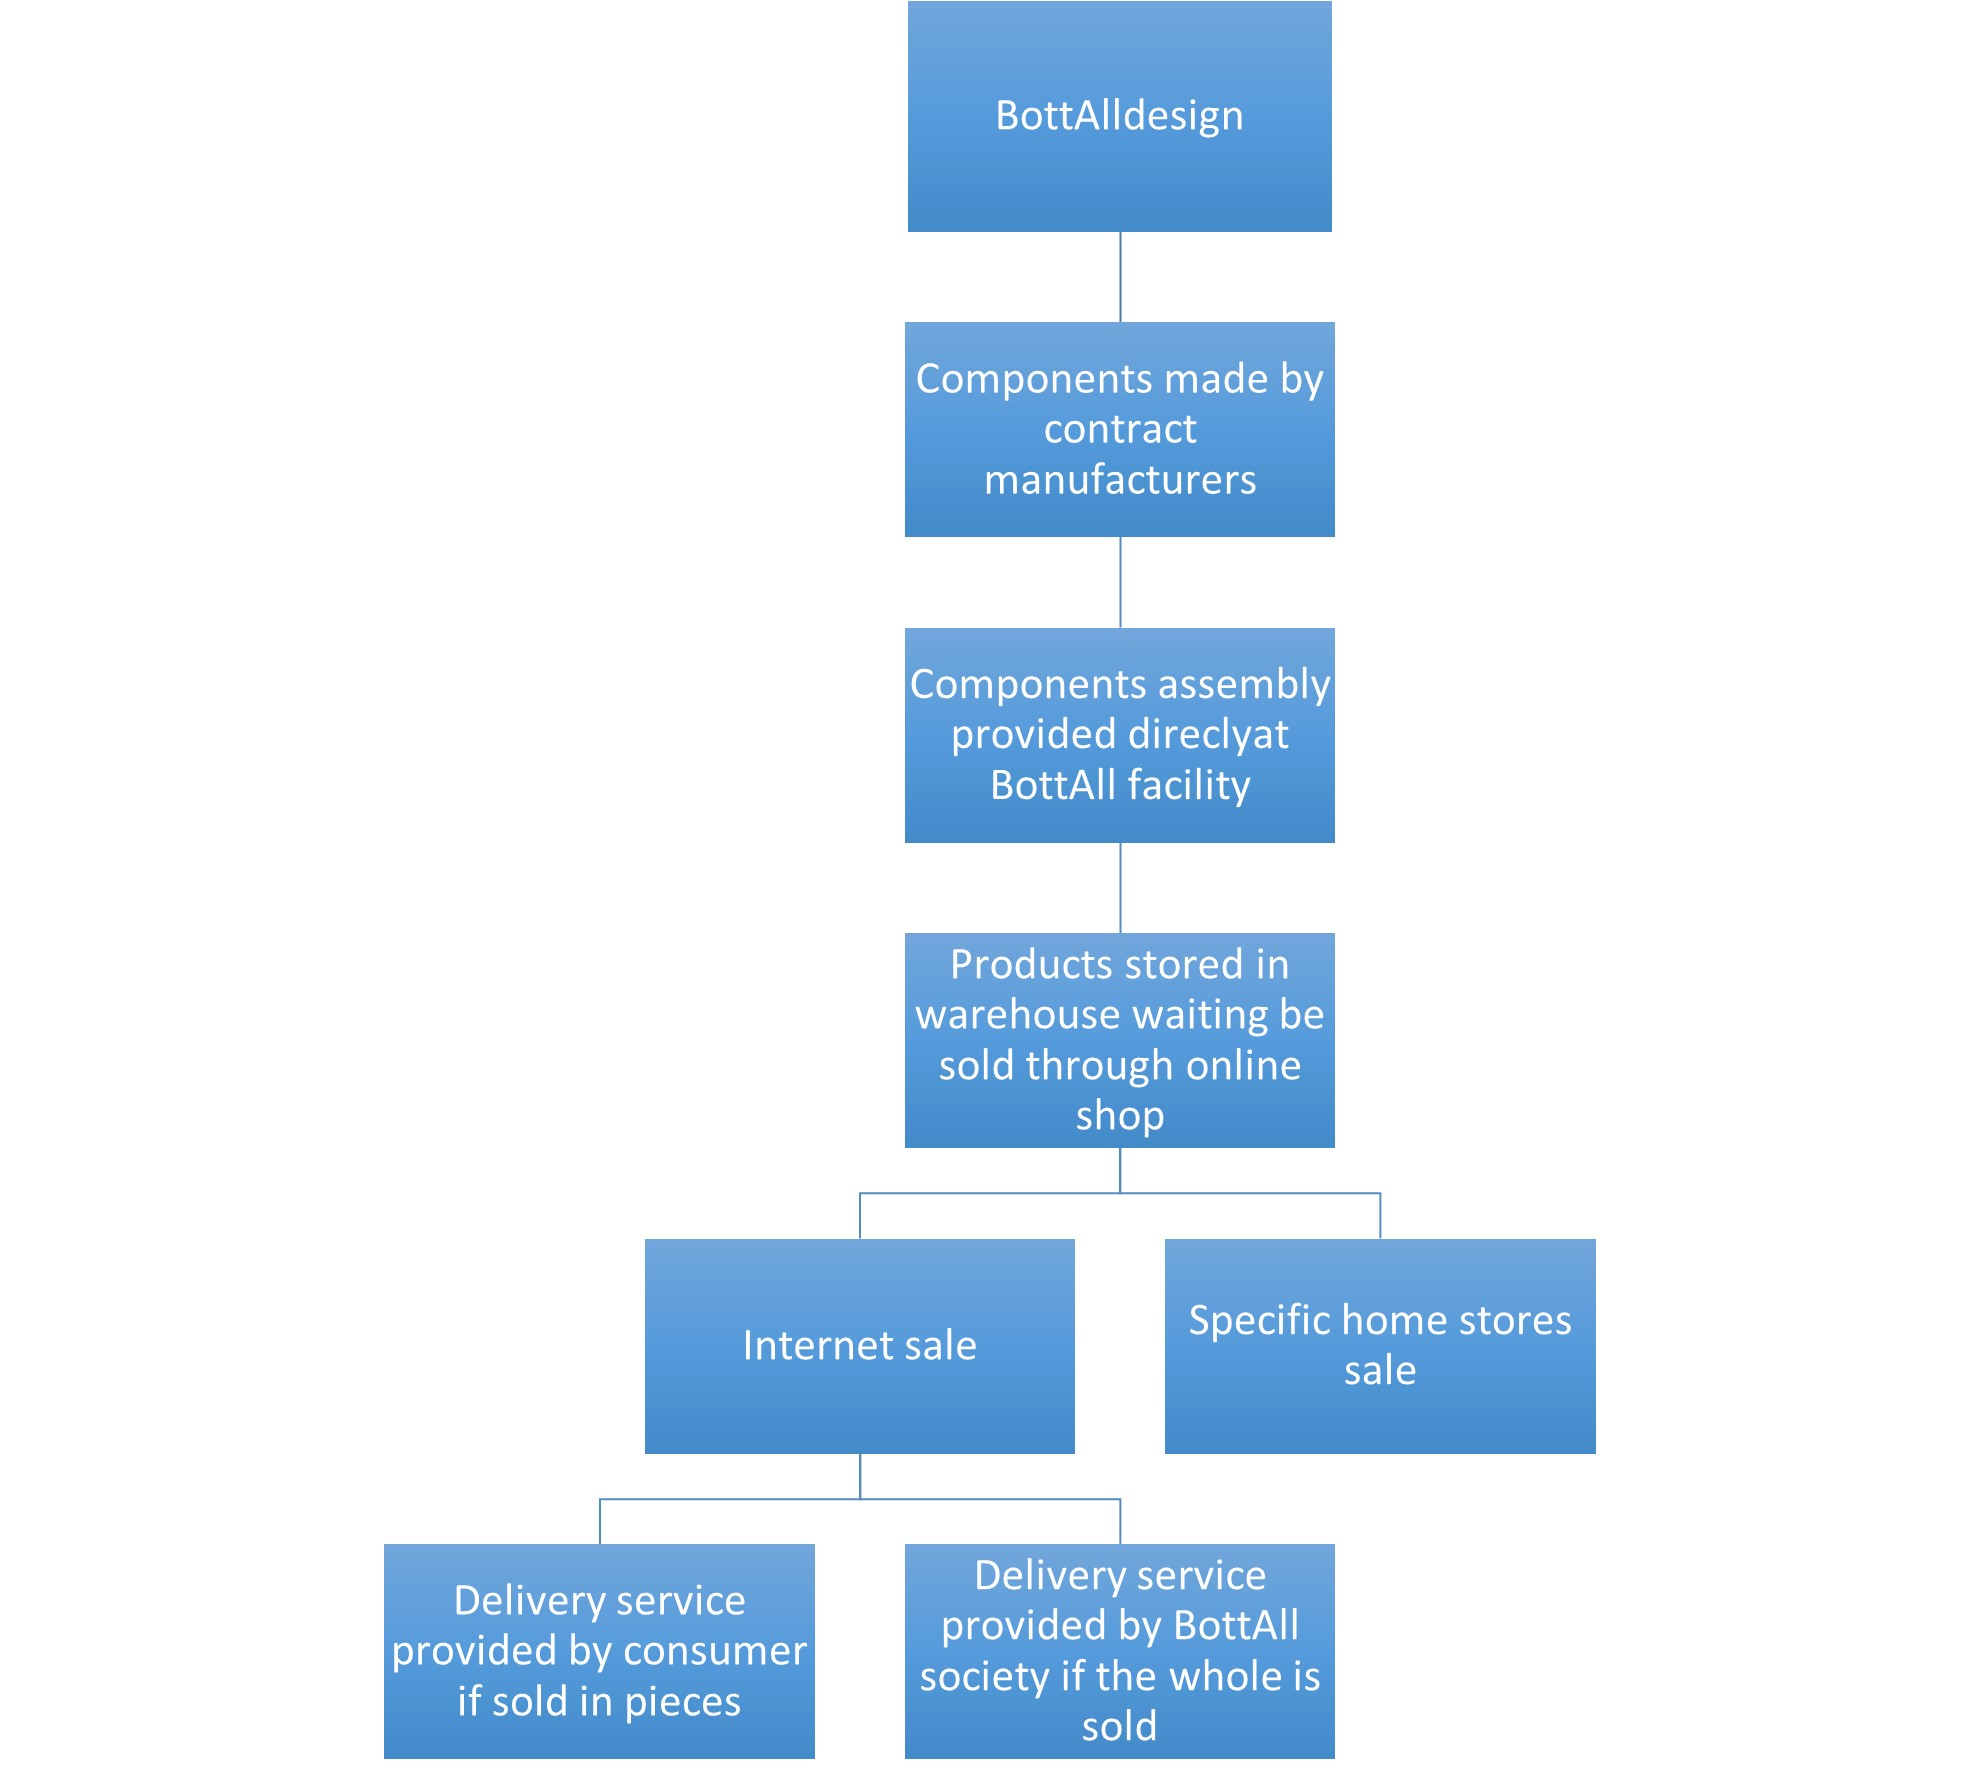 BottAlldesign
Components made by
contract
manufacturers
Components assembly
provided direclyat
BottAll facility
Products stored in
warehouse waiting be
sold through online
shop
Internet sale
Specific home stores
sale
Delivery service
provided by consumer
if sold in pieces
Delivery service
provided by BottAll
society if the whole is
sold